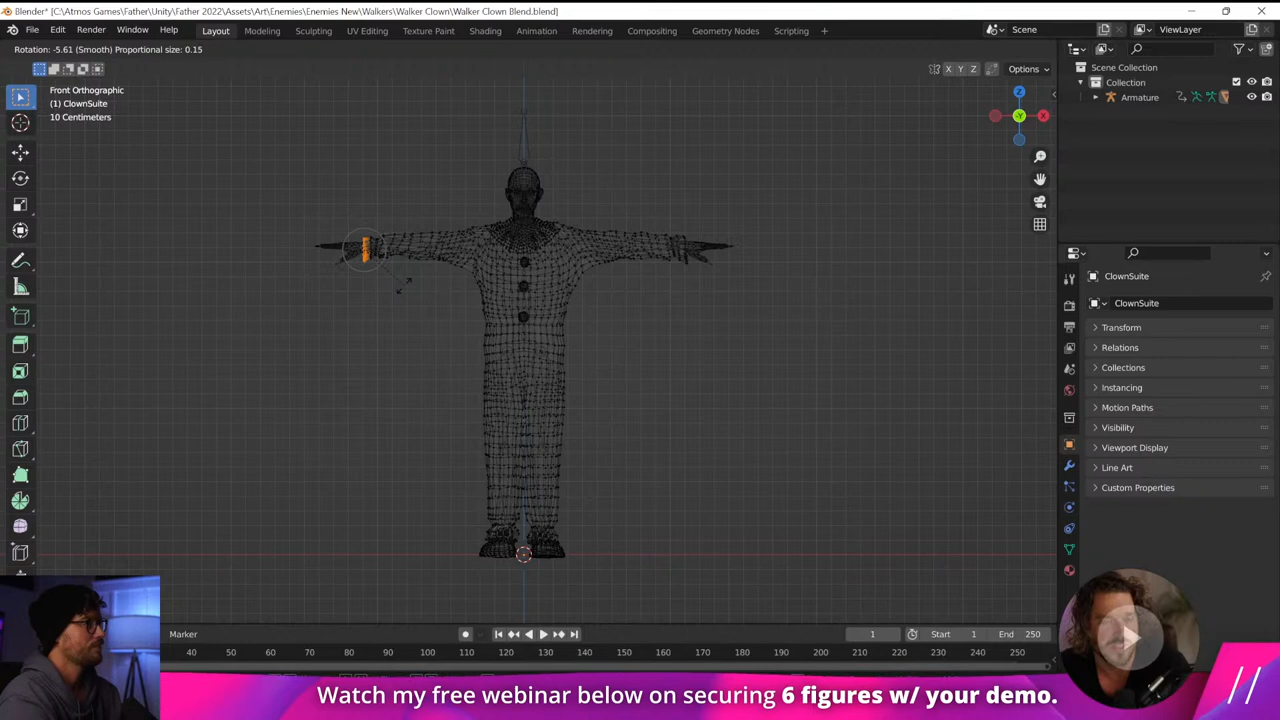 Blender* [C:\Atmos Games\Father\Unity\Father 2022\Assets\Art\Enemies\Enemies New\Walkers\Walker Clown\Walker Clown Blend.blend]
File Edit Render Window Help Layout Modeling Sculpting UV Editing Texture Paint Shading Animation Rendering Compositing Geometry Nodes Scripting + Scene ViewLayer
Rotation: -5.61 (Smooth) Proportional size: 0.15
X Y Z Options
Front Orthographic
(1) ClownSuite
10 Centimeters
Z
-Y
X
Scene Collection
Collection
Armature
ClownSuite
ClownSuite
Transform
Relations
Collections
Instancing
Motion Paths
Visibility
Viewport Display
Line Art
Custom Properties
Marker 1 Start 1 End 250
40 50 60 70 80 90 100 110 120 130 140 150 160 170 180 190 200 210 220 230 240 250
Watch my free webinar below on securing 6 figures w/ your demo.
//